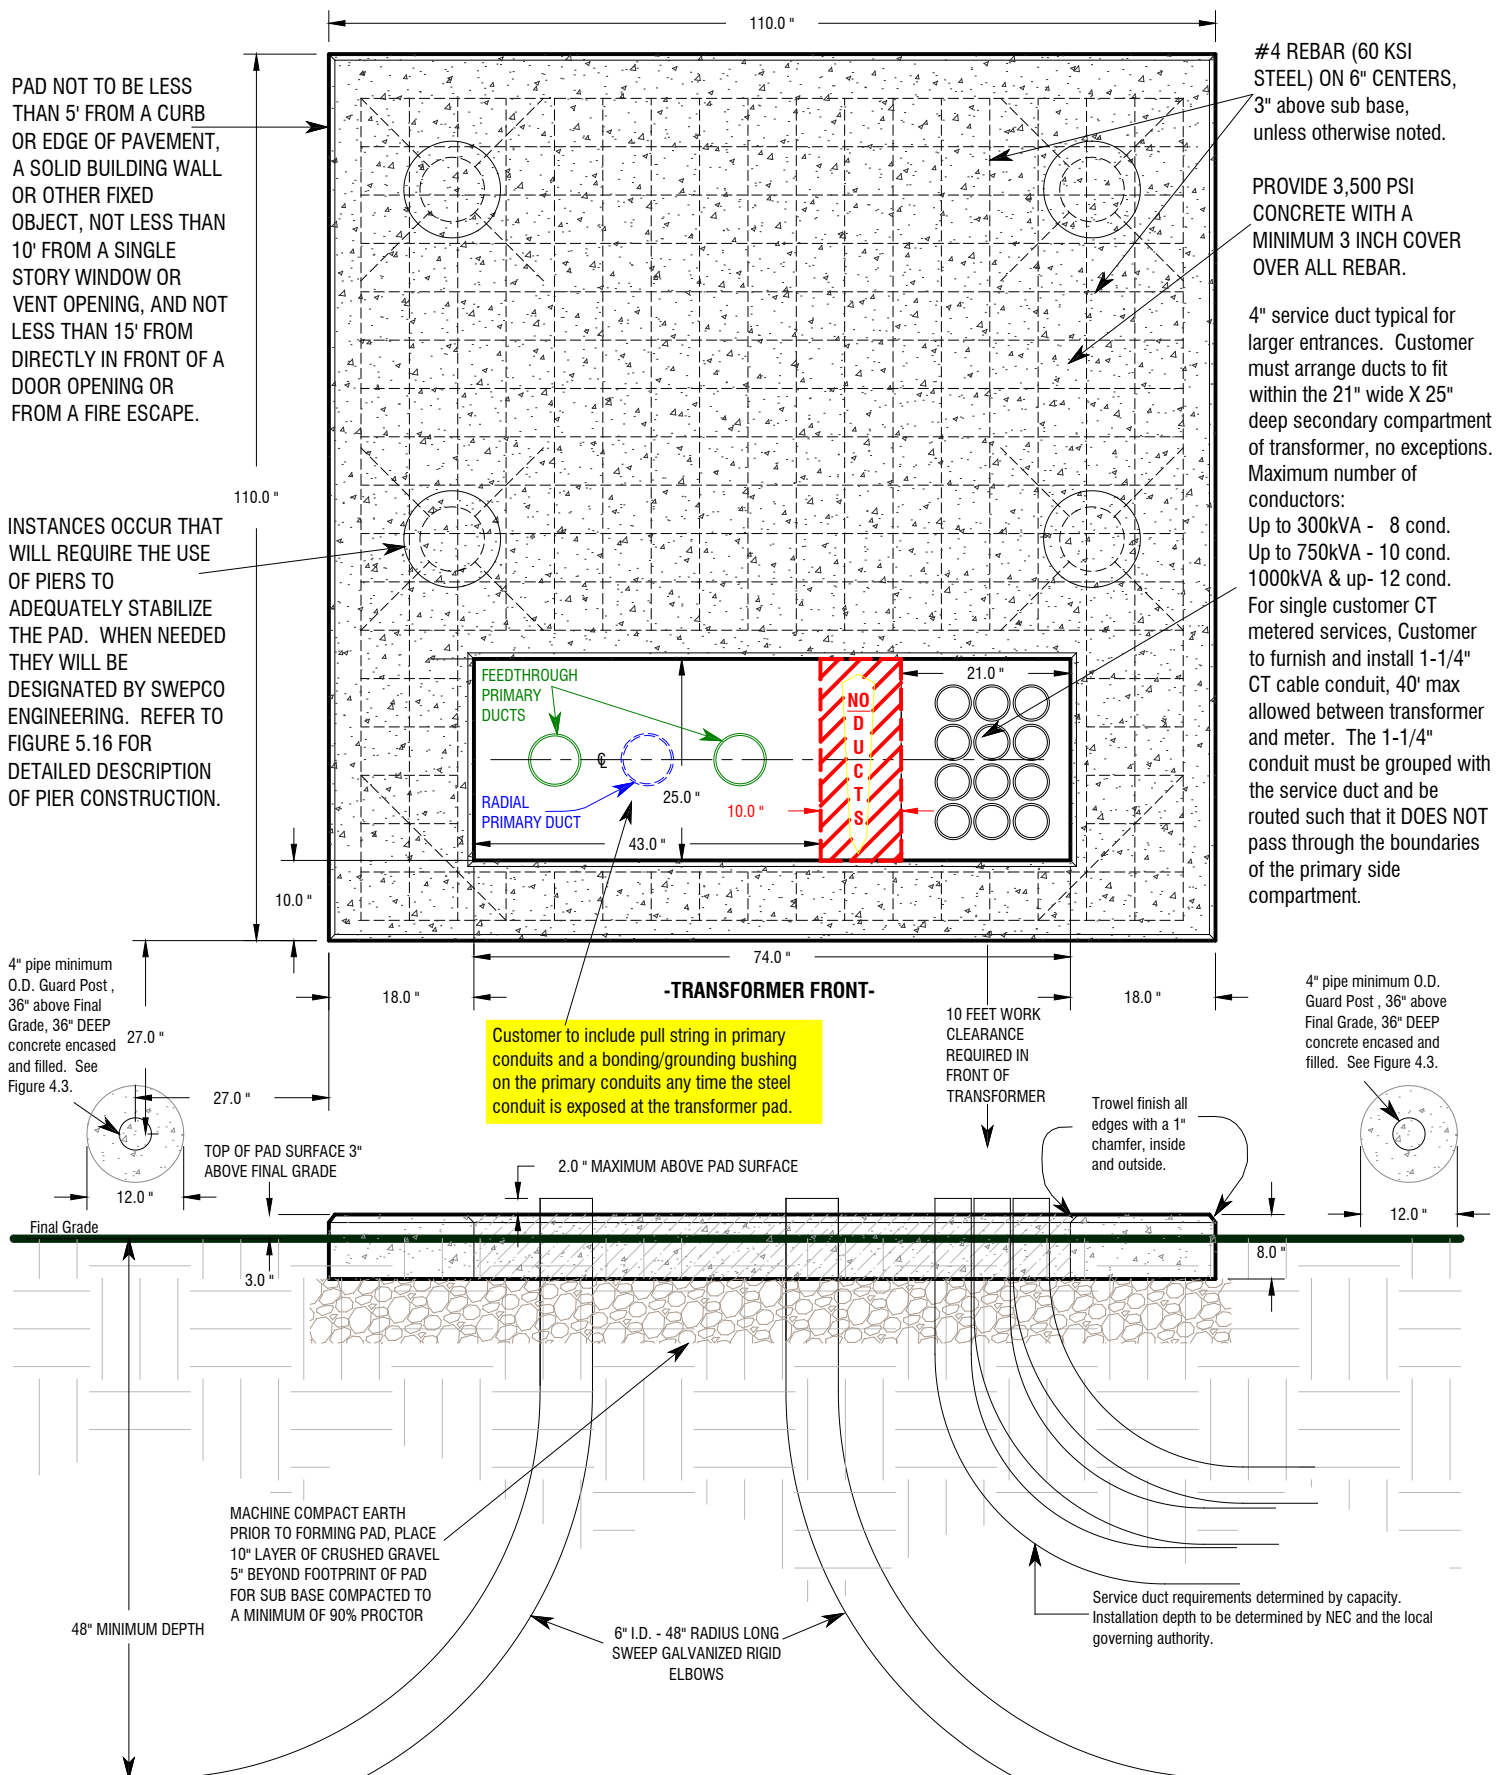 110.0 "
PAD NOT TO BE LESS
THAN 5' FROM A CURB
OR EDGE OF PAVEMENT,
A SOLID BUILDING WALL
OR OTHER FIXED
OBJECT, NOT LESS THAN
10' FROM A SINGLE
STORY WINDOW OR
VENT OPENING, AND NOT
LESS THAN 15' FROM
DIRECTLY IN FRONT OF A
DOOR OPENING OR
FROM A FIRE ESCAPE.
#4 REBAR (60 KSI
STEEL) ON 6" CENTERS,
3" above sub base,
unless otherwise noted.
PROVIDE 3,500 PSI
CONCRETE WITH A
MINIMUM 3 INCH COVER
OVER ALL REBAR.
4" service duct typical for
larger entrances. Customer
must arrange ducts to fit
within the 21" wide X 25"
deep secondary compartment
of transformer, no exceptions.
Maximum number of
conductors:
Up to 300kVA - 8 cond.
Up to 750kVA - 10 cond.
1000kVA & up- 12 cond.
For single customer CT
metered services, Customer
to furnish and install 1-1/4"
CT cable conduit, 40' max
allowed between transformer
and meter. The 1-1/4"
conduit must be grouped with
the service duct and be
routed such that it DOES NOT
pass through the boundaries
of the primary side
compartment.
110.0 "
INSTANCES OCCUR THAT
WILL REQUIRE THE USE
OF PIERS TO
ADEQUATELY STABILIZE
THE PAD. WHEN NEEDED
THEY WILL BE
DESIGNATED BY SWEPCO
ENGINEERING. REFER TO
FIGURE 5.16 FOR
DETAILED DESCRIPTION
OF PIER CONSTRUCTION.
FEEDTHROUGH
PRIMARY
DUCTS
℄
RADIAL
PRIMARY DUCT
25.0 "
43.0 "
10.0 "
NO
D
U
C
T
S
21.0 "
10.0 "
74.0 "
18.0 "
-TRANSFORMER FRONT-
18.0 "
4" pipe minimum
O.D. Guard Post ,
36" above Final
Grade, 36" DEEP
concrete encased
and filled. See
Figure 4.3.
27.0 "
27.0 "
12.0 "
Customer to include pull string in primary
conduits and a bonding/grounding bushing
on the primary conduits any time the steel
conduit is exposed at the transformer pad.
10 FEET WORK
CLEARANCE
REQUIRED IN
FRONT OF
TRANSFORMER
4" pipe minimum O.D.
Guard Post , 36" above
Final Grade, 36" DEEP
concrete encased and
filled. See Figure 4.3.
12.0 "
Trowel finish all
edges with a 1"
chamfer, inside
and outside.
TOP OF PAD SURFACE 3"
ABOVE FINAL GRADE
2.0 " MAXIMUM ABOVE PAD SURFACE
Final Grade
3.0 "
8.0 "
MACHINE COMPACT EARTH
PRIOR TO FORMING PAD, PLACE
10" LAYER OF CRUSHED GRAVEL
5" BEYOND FOOTPRINT OF PAD
FOR SUB BASE COMPACTED TO
A MINIMUM OF 90% PROCTOR
48" MINIMUM DEPTH
6" I.D. - 48" RADIUS LONG
SWEEP GALVANIZED RIGID
ELBOWS
Service duct requirements determined by capacity.
Installation depth to be determined by NEC and the local
governing authority.